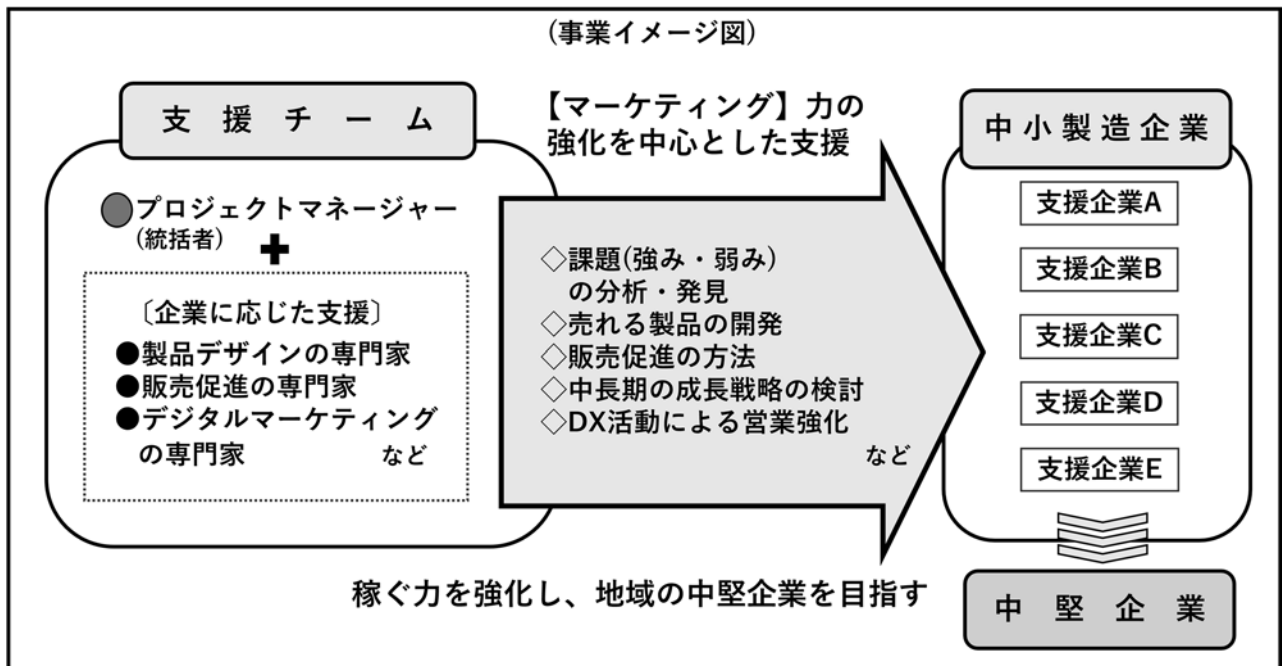 (事業イメージ図)
支援チーム
●プロジェクトマネージャー
(統括者)
+
〔企業に応じた支援〕
●製品デザインの専門家
●販売促進の専門家
●デジタルマーケティング
の専門家 など
【マーケティング】力の
強化を中心とした支援
◇課題(強み・弱み)
の分析・発見
◇売れる製品の開発
◇販売促進の方法
◇中長期の成長戦略の検討
◇DX活動による営業強化
など
中小製造企業
支援企業A
支援企業B
支援企業C
支援企業D
支援企業E
稼ぐ力を強化し、地域の中堅企業を目指す
中堅企業